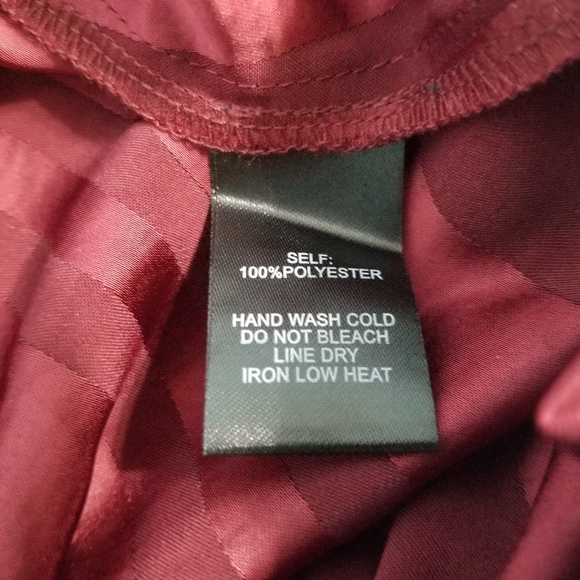 SELF:
100%POLYESTER
HAND WASH COLD
DO NOT BLEACH
LINE DRY
IRON LOW HEAT